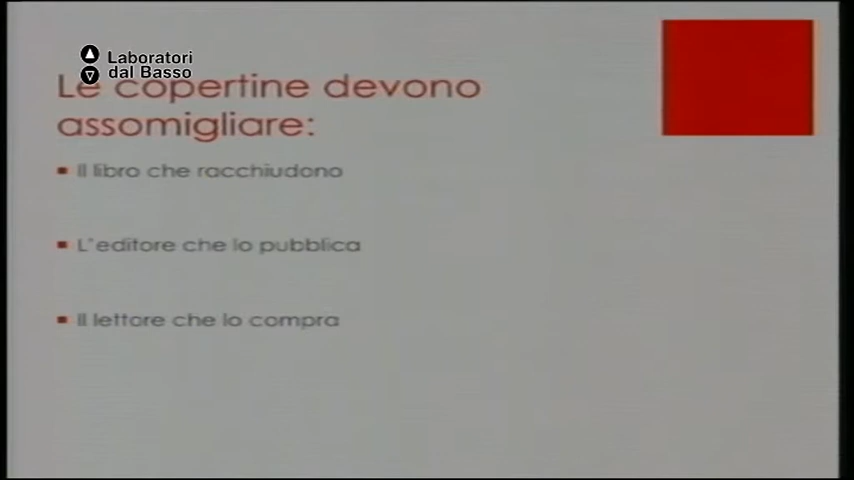 Laboratori
dal Basso
Le copertine devono
assomigliare:
Il libro che racchiudono
L'editore che lo pubblica
Il lettore che lo compra